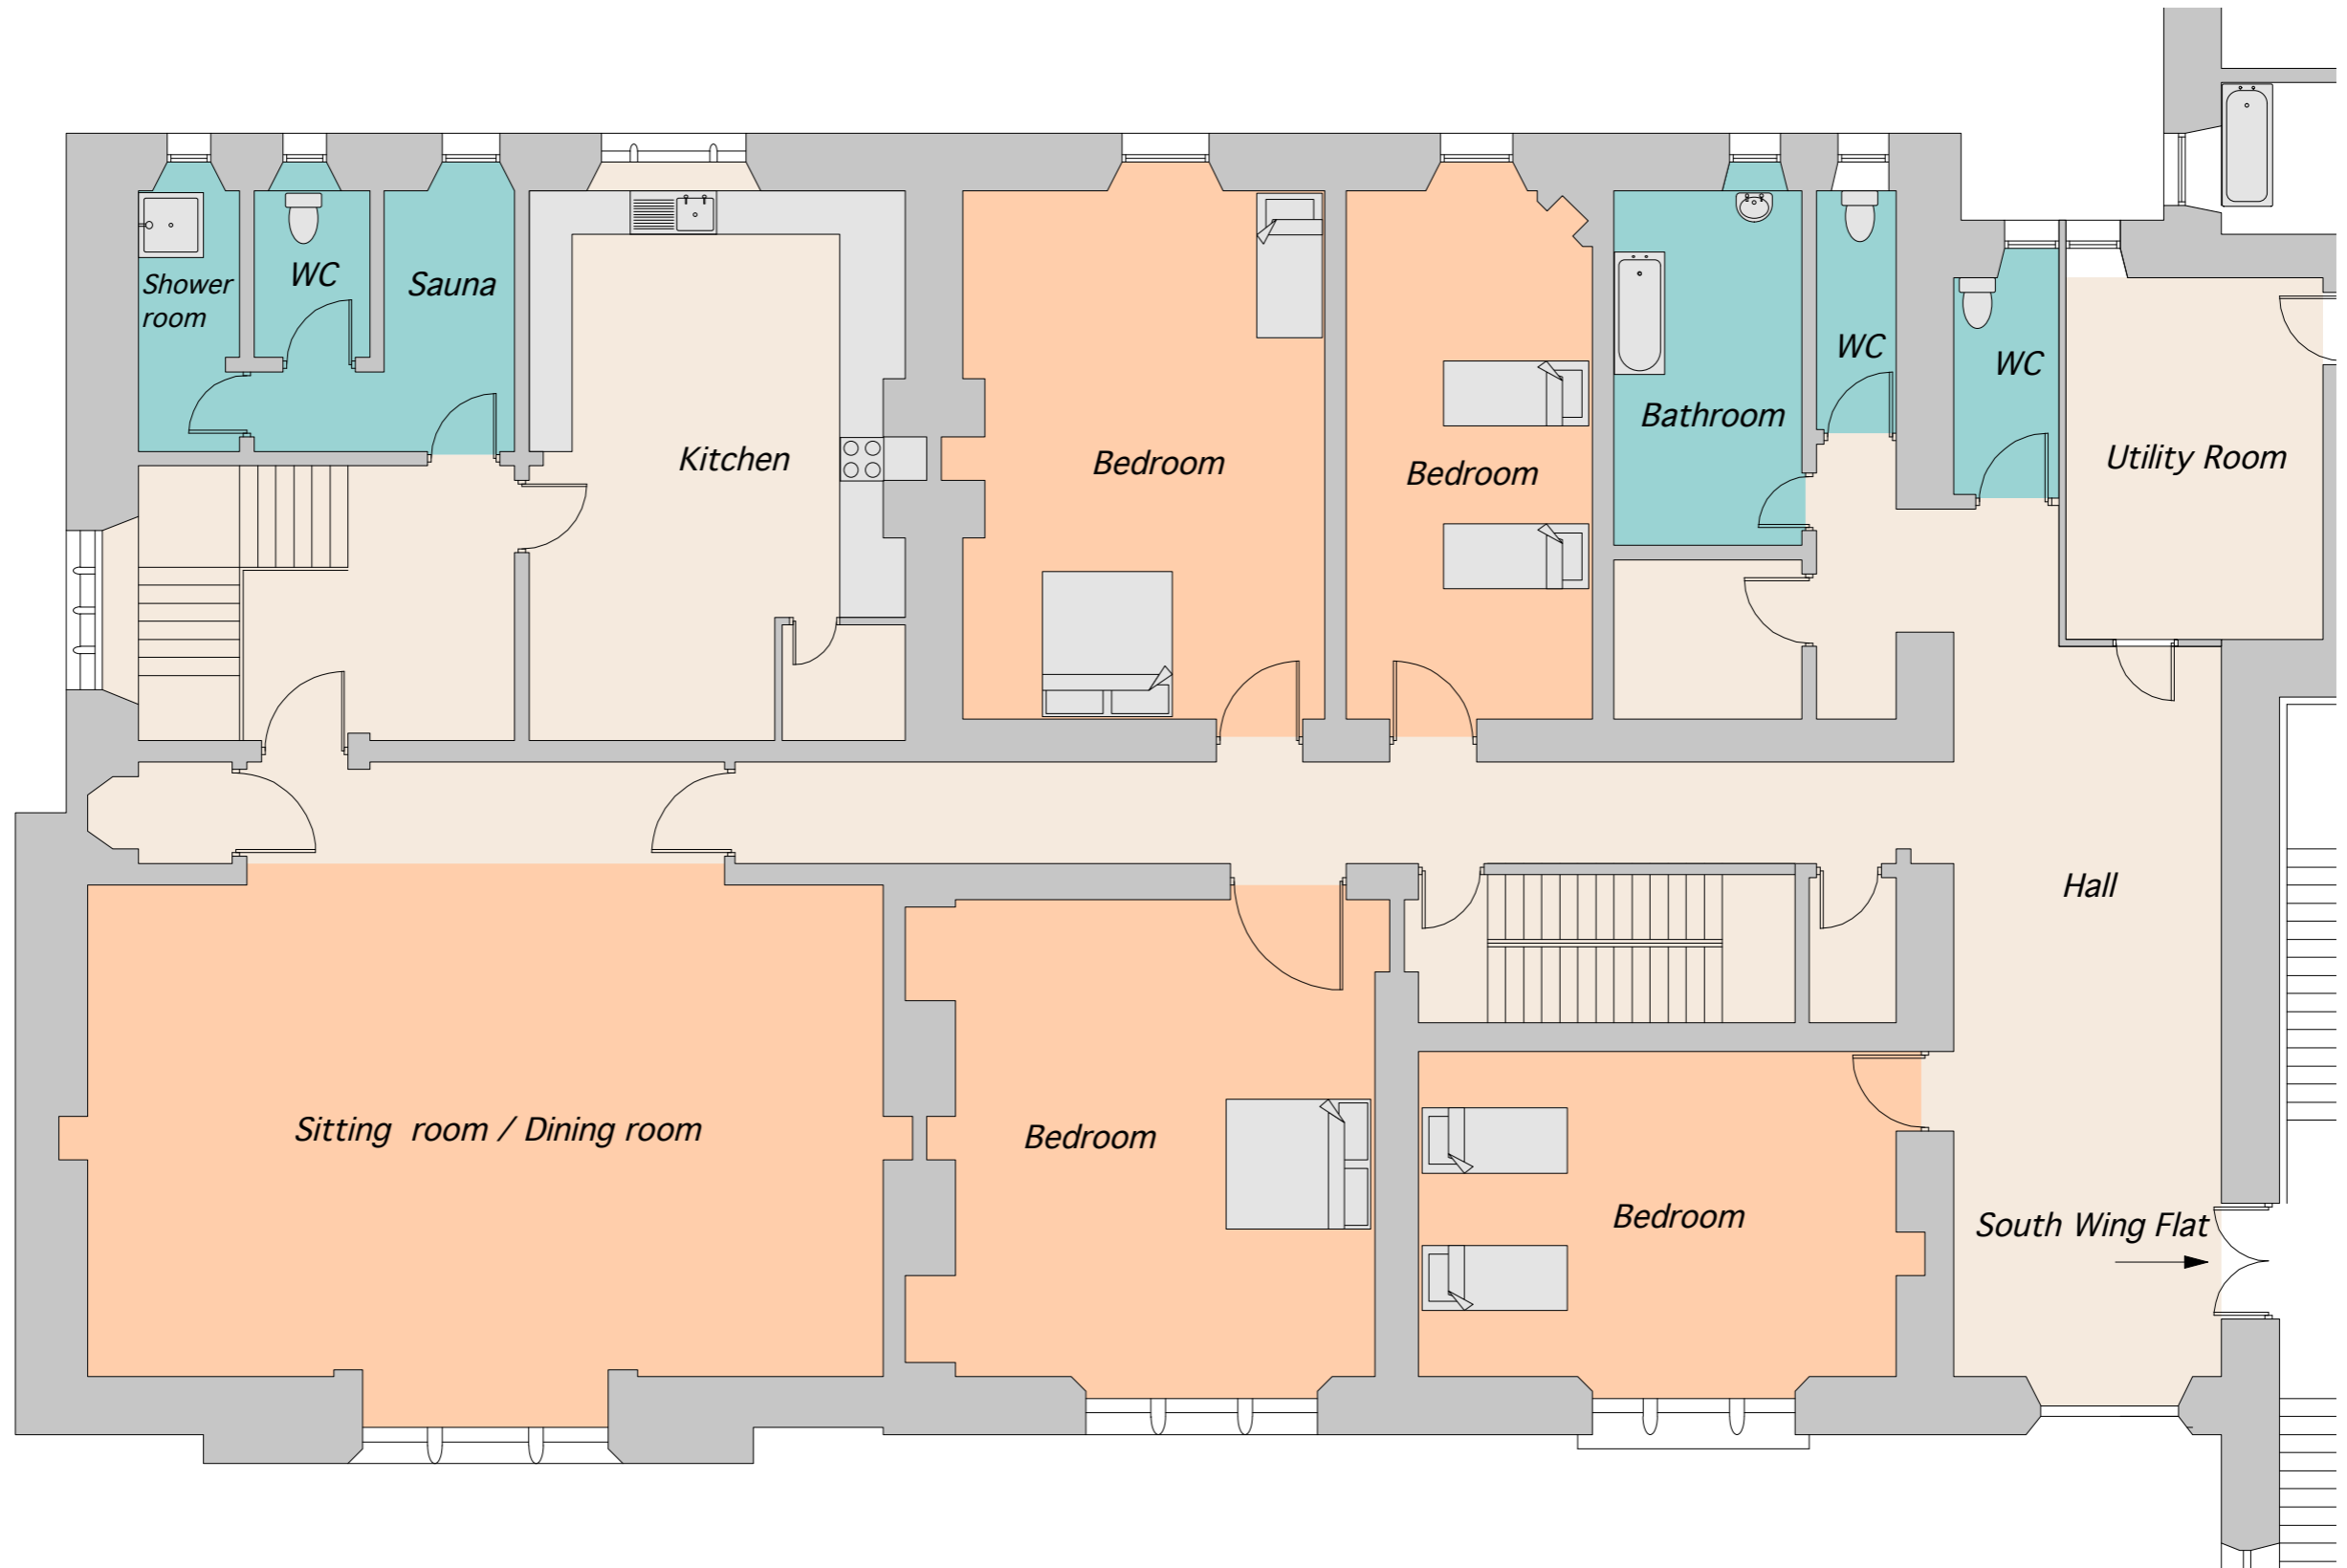 Shower
room
WC
Sauna
Kitchen
Bedroom
Bedroom
Bathroom
WC
WC
Utility Room
Hall
Sitting room / Dining room
Bedroom
Bedroom
South Wing Flat